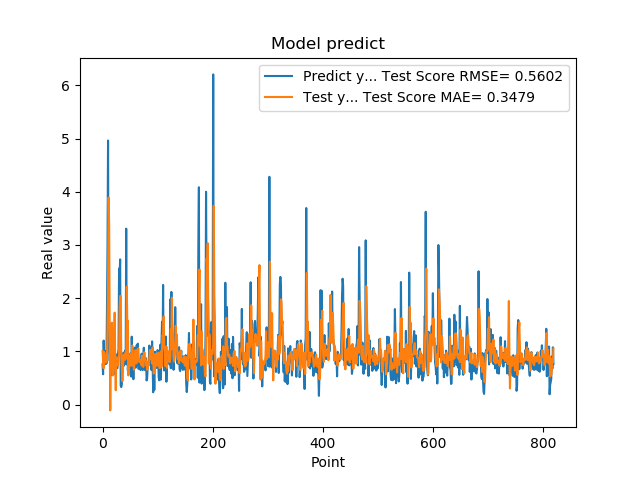 Model predict
Predict y... Test Score RMSE= 0.5602
Test y... Test Score MAE= 0.3479
Real value
6
5
4
3
2
1
0
0 200 400 600 800
Point